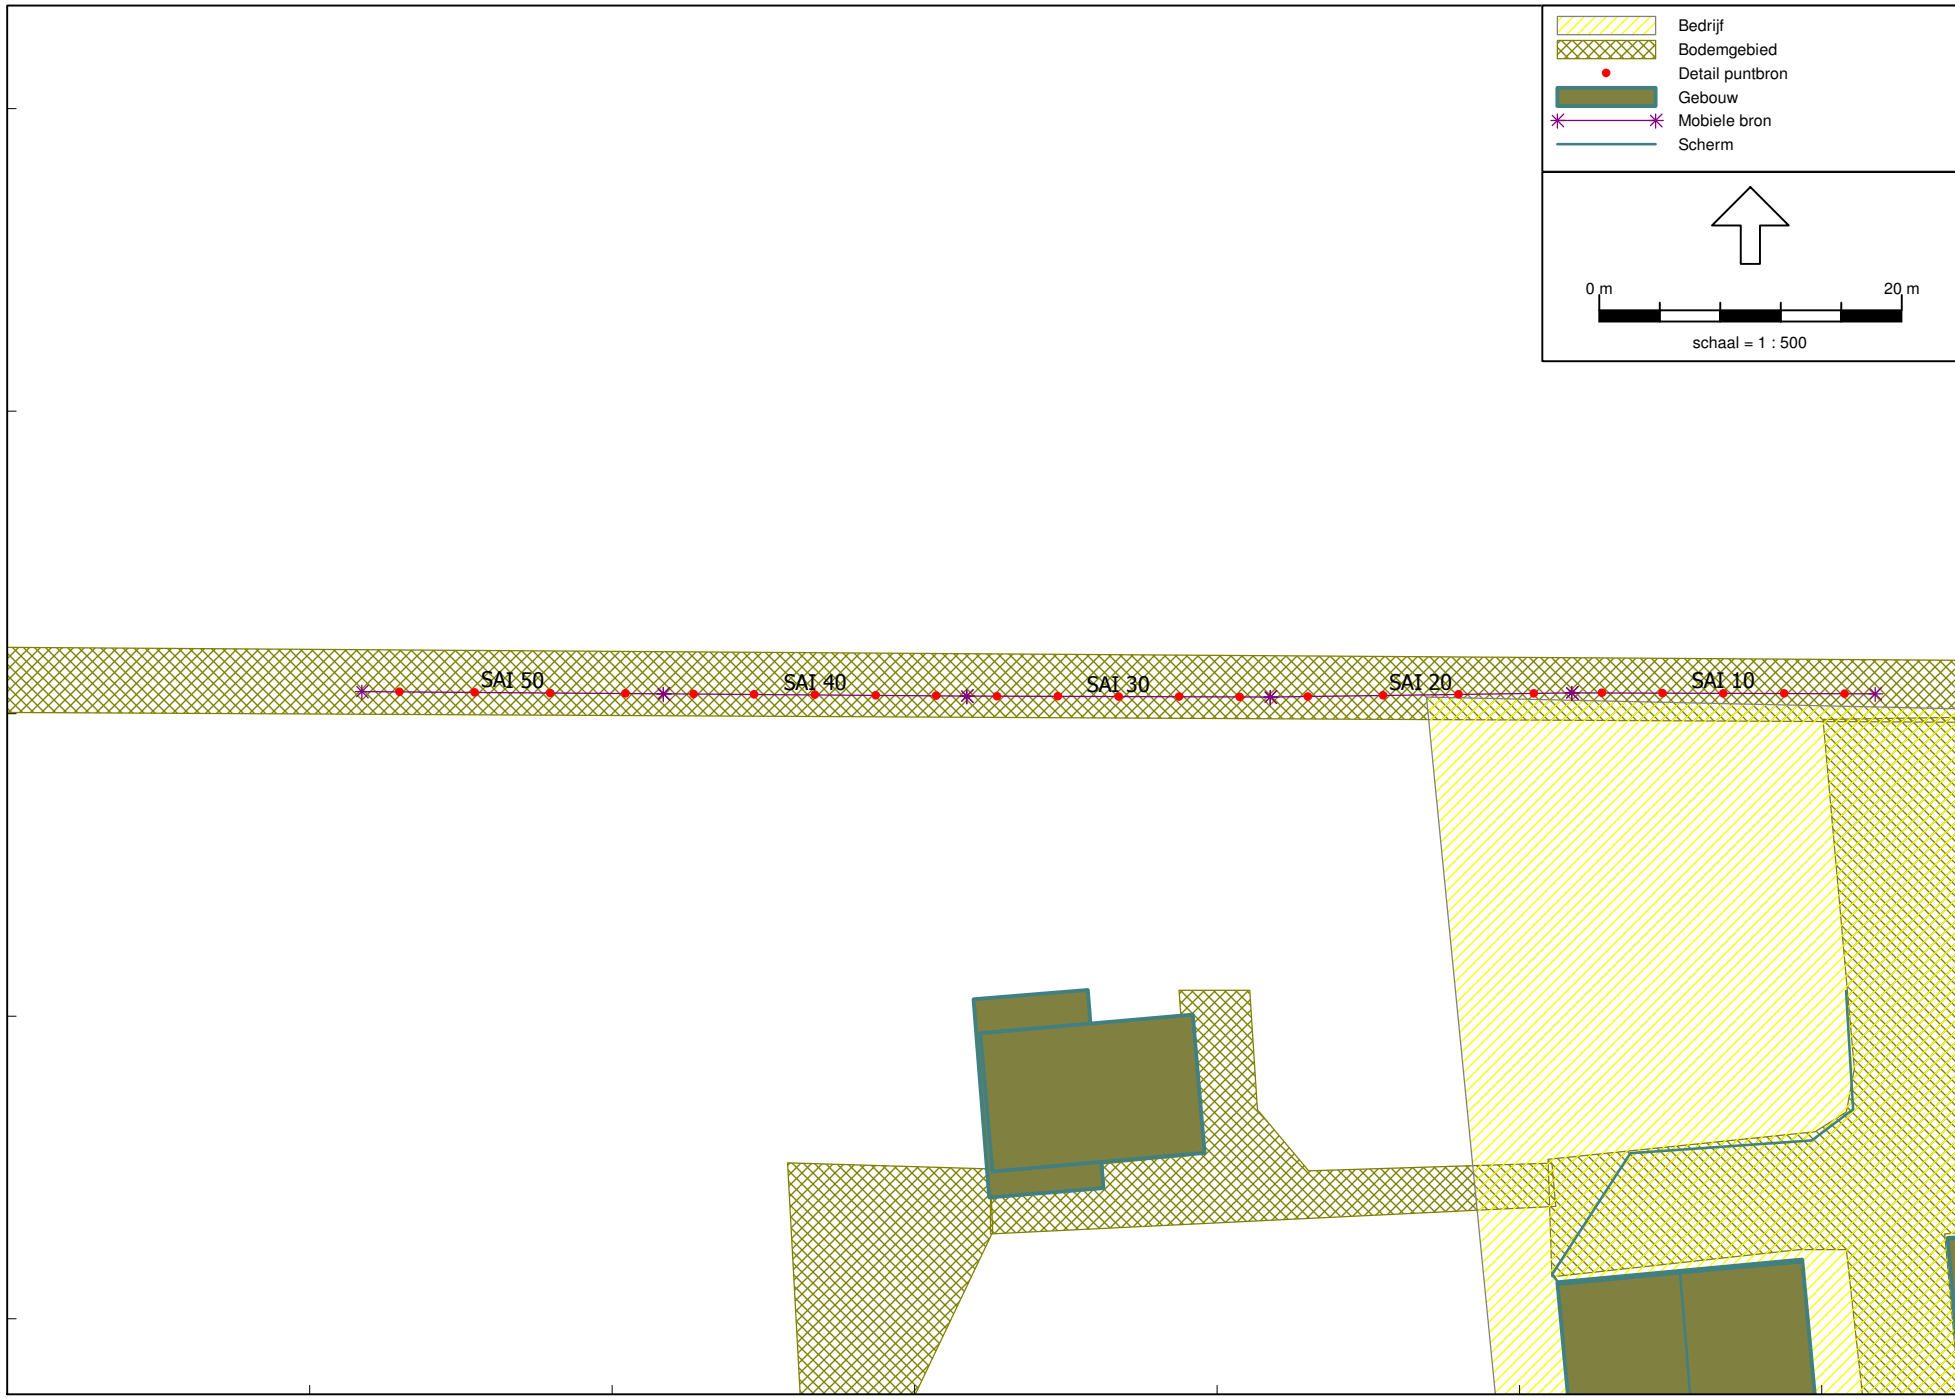 Bedrijf
Bodemgebied
Detail puntbron
Gebouw
Mobiele bron
Scherm
0 m 20 m
schaal = 1 : 500
SAI 50 SAI 40 SAI 30 SAI 20 SAI 10